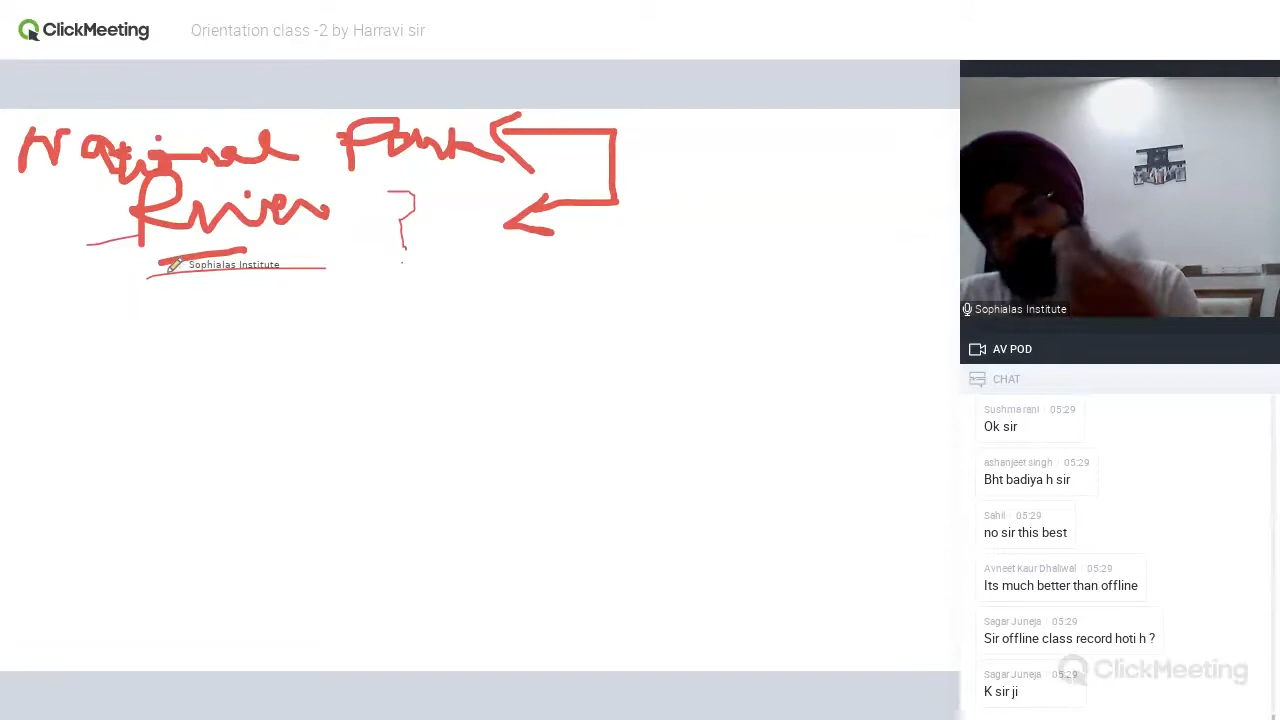 ClickMeeting
Orientation class -2 by Harravi sir
National Park
River ?
Sophialas Institute
Sophialas Institute
AV POD
CHAT
Sushma rani 05:29
Ok sir
ashanjeet singh 05:29
Bht badiya h sir
Sahil 05:29
no sir this best
Avneet Kaur Dhaliwal 05:29
Its much better than offline
Sagar Juneja 05:29
Sir offline class record hoti h ?
Sagar Juneja 05:29
K sir ji
ClickMeeting